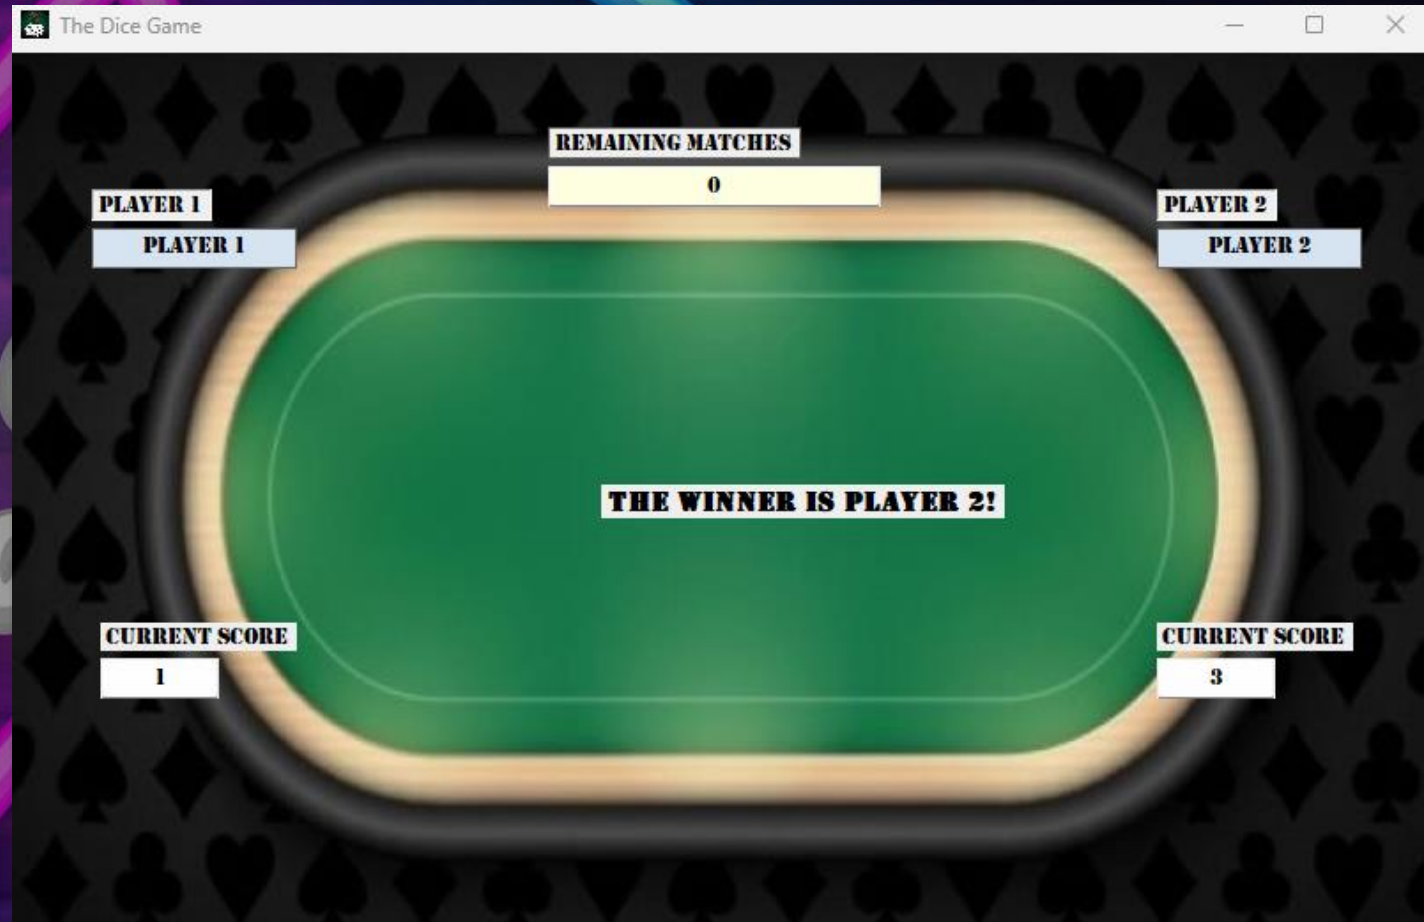 The Dice Game
REMAINING MATCHES
0
PLAYER 1
PLAYER 1
PLAYER 2
PLAYER 2
THE WINNER IS PLAYER 2!
CURRENT SCORE
1
CURRENT SCORE
3